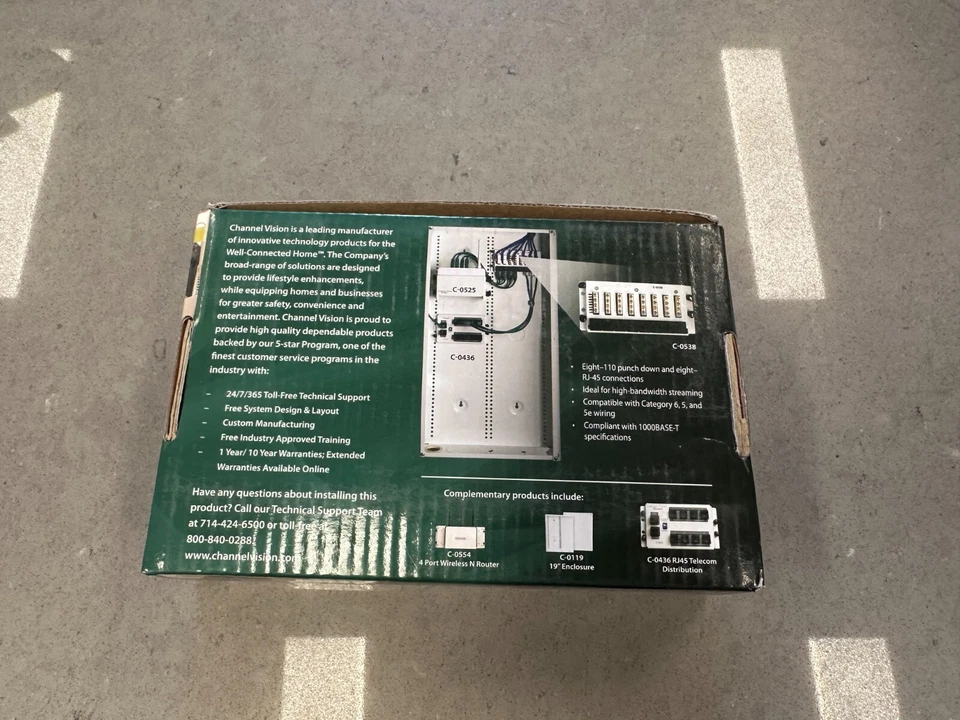 Channel Vision is a leading manufacturer
of innovative technology products for the
Well-Connected Home™. The Company's
broad-range of solutions are designed
to provide lifestyle enhancements,
while equipping homes and businesses
for greater safety, convenience and
entertainment. Channel Vision is proud to
provide high quality dependable products
backed by our 5-star Program, one of the
finest customer service programs in the
industry with:
– 24/7/365 Toll-Free Technical Support
– Free System Design & Layout
– Custom Manufacturing
– Free Industry Approved Training
– 1 Year/ 10 Year Warranties; Extended
Warranties Available Online
Have any questions about installing this
product? Call our Technical Support Team
at 714-424-6500 or toll-free at
800-840-0288
www.channelvision.com
C-0525
C-0436
C-0538
• Eight–110 punch down and eight–
RJ-45 connections
• Ideal for high-bandwidth streaming
• Compatible with Category 6, 5, and
5e wiring
• Compliant with 1000BASE-T
specifications
Complementary products include:
C-0554
4 Port Wireless N Router
C-0119
19" Enclosure
C-0436 RJ45 Telecom
Distribution